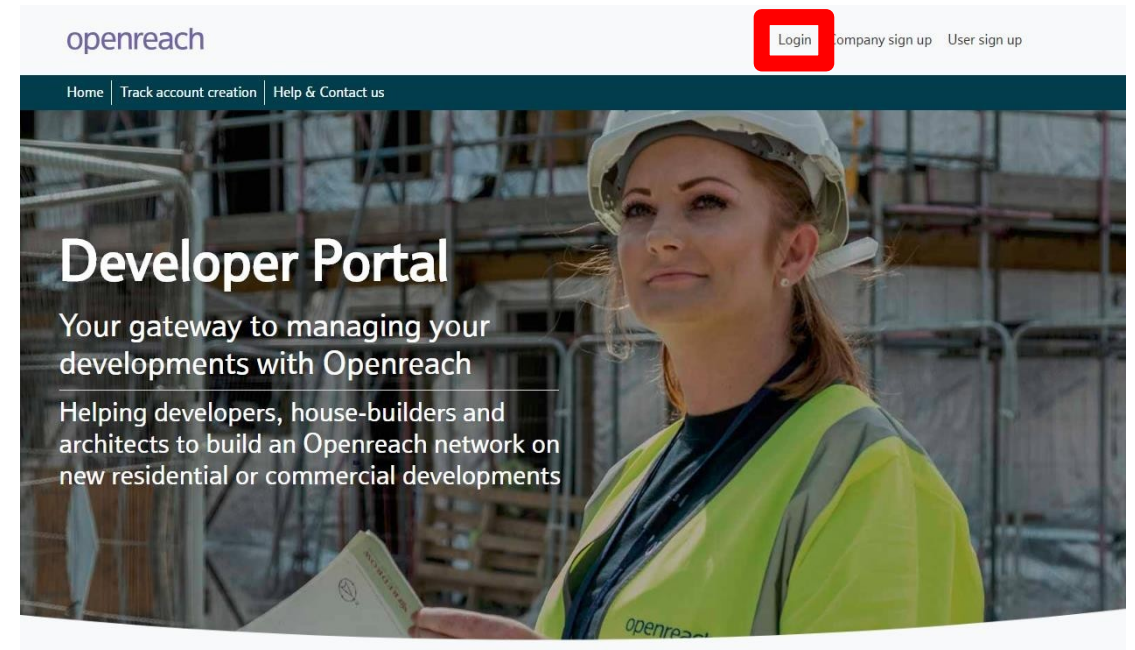 openreach
Login Company sign up User sign up
Home Track account creation Help & Contact us
Developer Portal
Your gateway to managing your
developments with Openreach
Helping developers, house-builders and
architects to build an Openreach network on
new residential or commercial developments
openreach